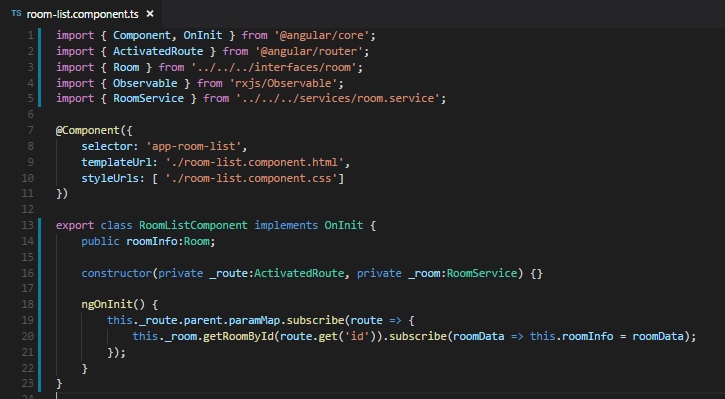 TS room-list.component.ts ×
1 import { Component, OnInit } from '@angular/core';
2 import { ActivatedRoute } from '@angular/router';
3 import { Room } from '../../../interfaces/room';
4 import { Observable } from 'rxjs/Observable';
5 import { RoomService } from '../../../services/room.service';
6
7 @Component({
8     selector: 'app-room-list',
9     templateUrl: './room-list.component.html',
10     styleUrls: [ './room-list.component.css']
11 })
12
13 export class RoomListComponent implements OnInit {
14     public roomInfo:Room;
15
16     constructor(private _route:ActivatedRoute, private _room:RoomService) {}
17
18     ngOnInit() {
19         this._route.parent.paramMap.subscribe(route => {
20             this._room.getRoomById(route.get('id')).subscribe(roomData => this.roomInfo = roomData);
21         });
22     }
23 }
24